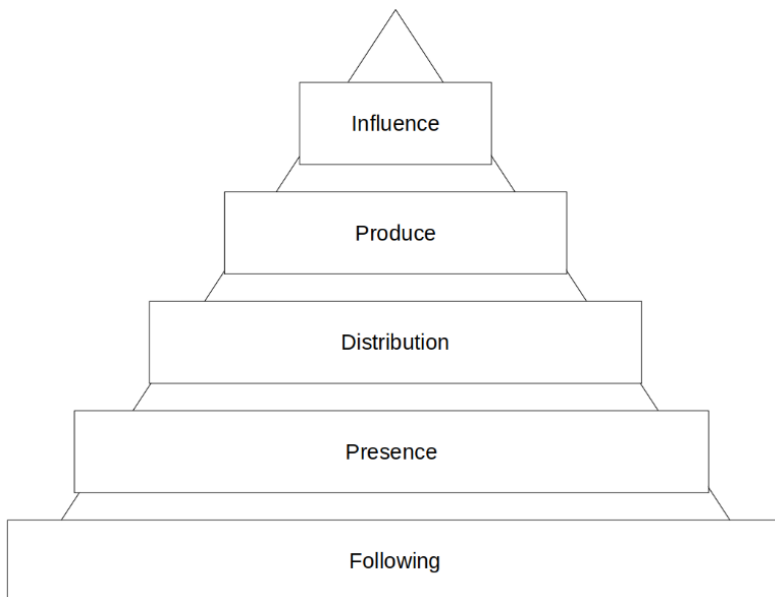 Influence
Produce
Distribution
Presence
Following